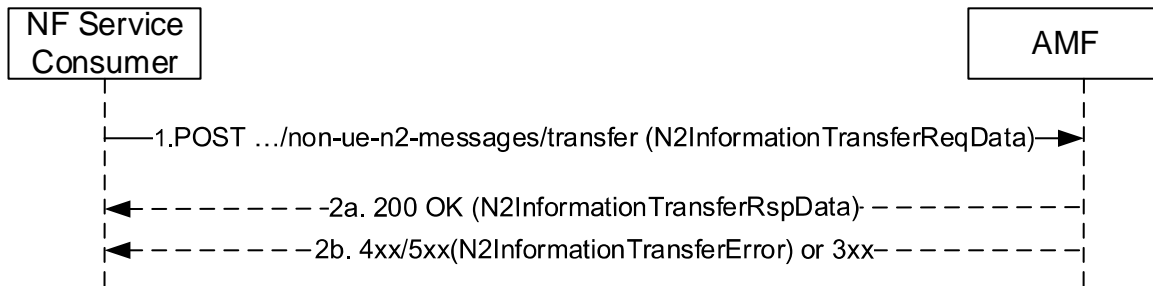 NF Service
Consumer
AMF
1.POST …/non-ue-n2-messages/transfer (N2InformationTransferReqData)
2a. 200 OK (N2InformationTransferRspData)
2b. 4xx/5xx(N2InformationTransferError) or 3xx